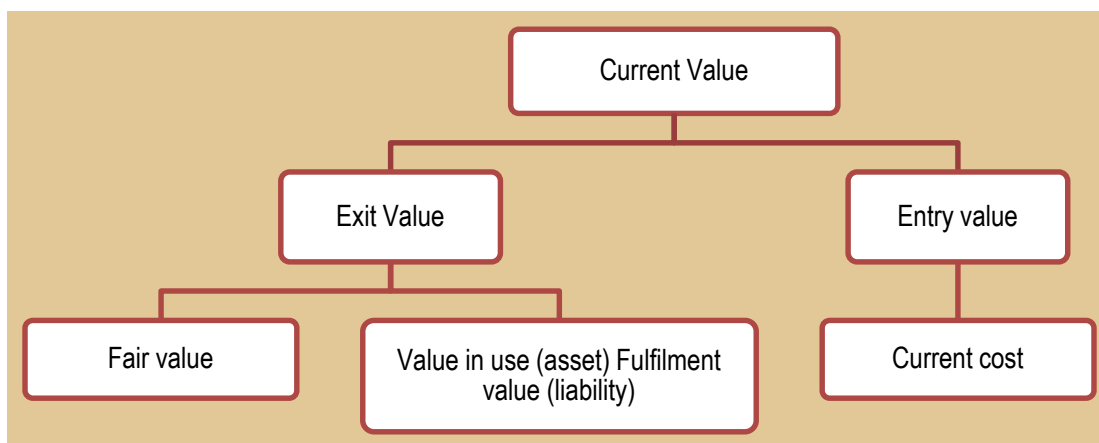 Current Value
Exit Value
Entry value
Fair value
Value in use (asset) Fulfilment
value (liability)
Current cost